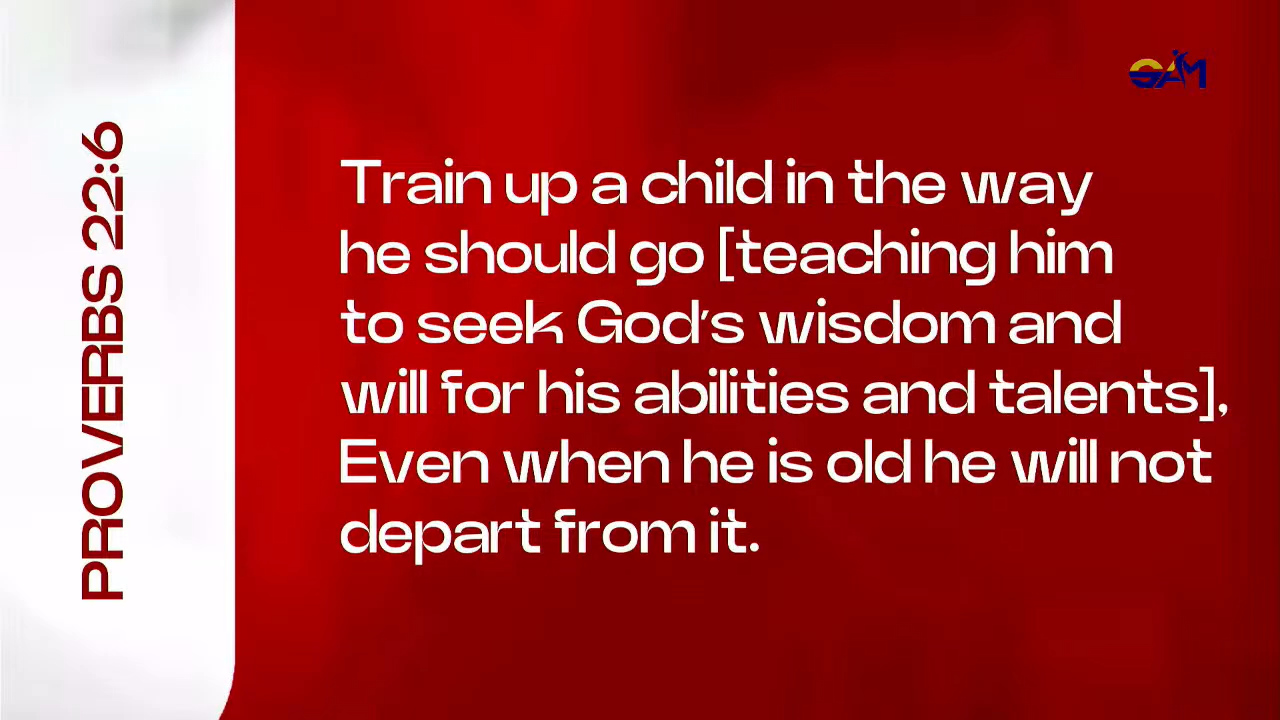 PROVERBS 22:6
GAM
Train up a child in the way
he should go [teaching him
to seek God's wisdom and
will for his abilities and talents],
Even when he is old he will not
depart from it.